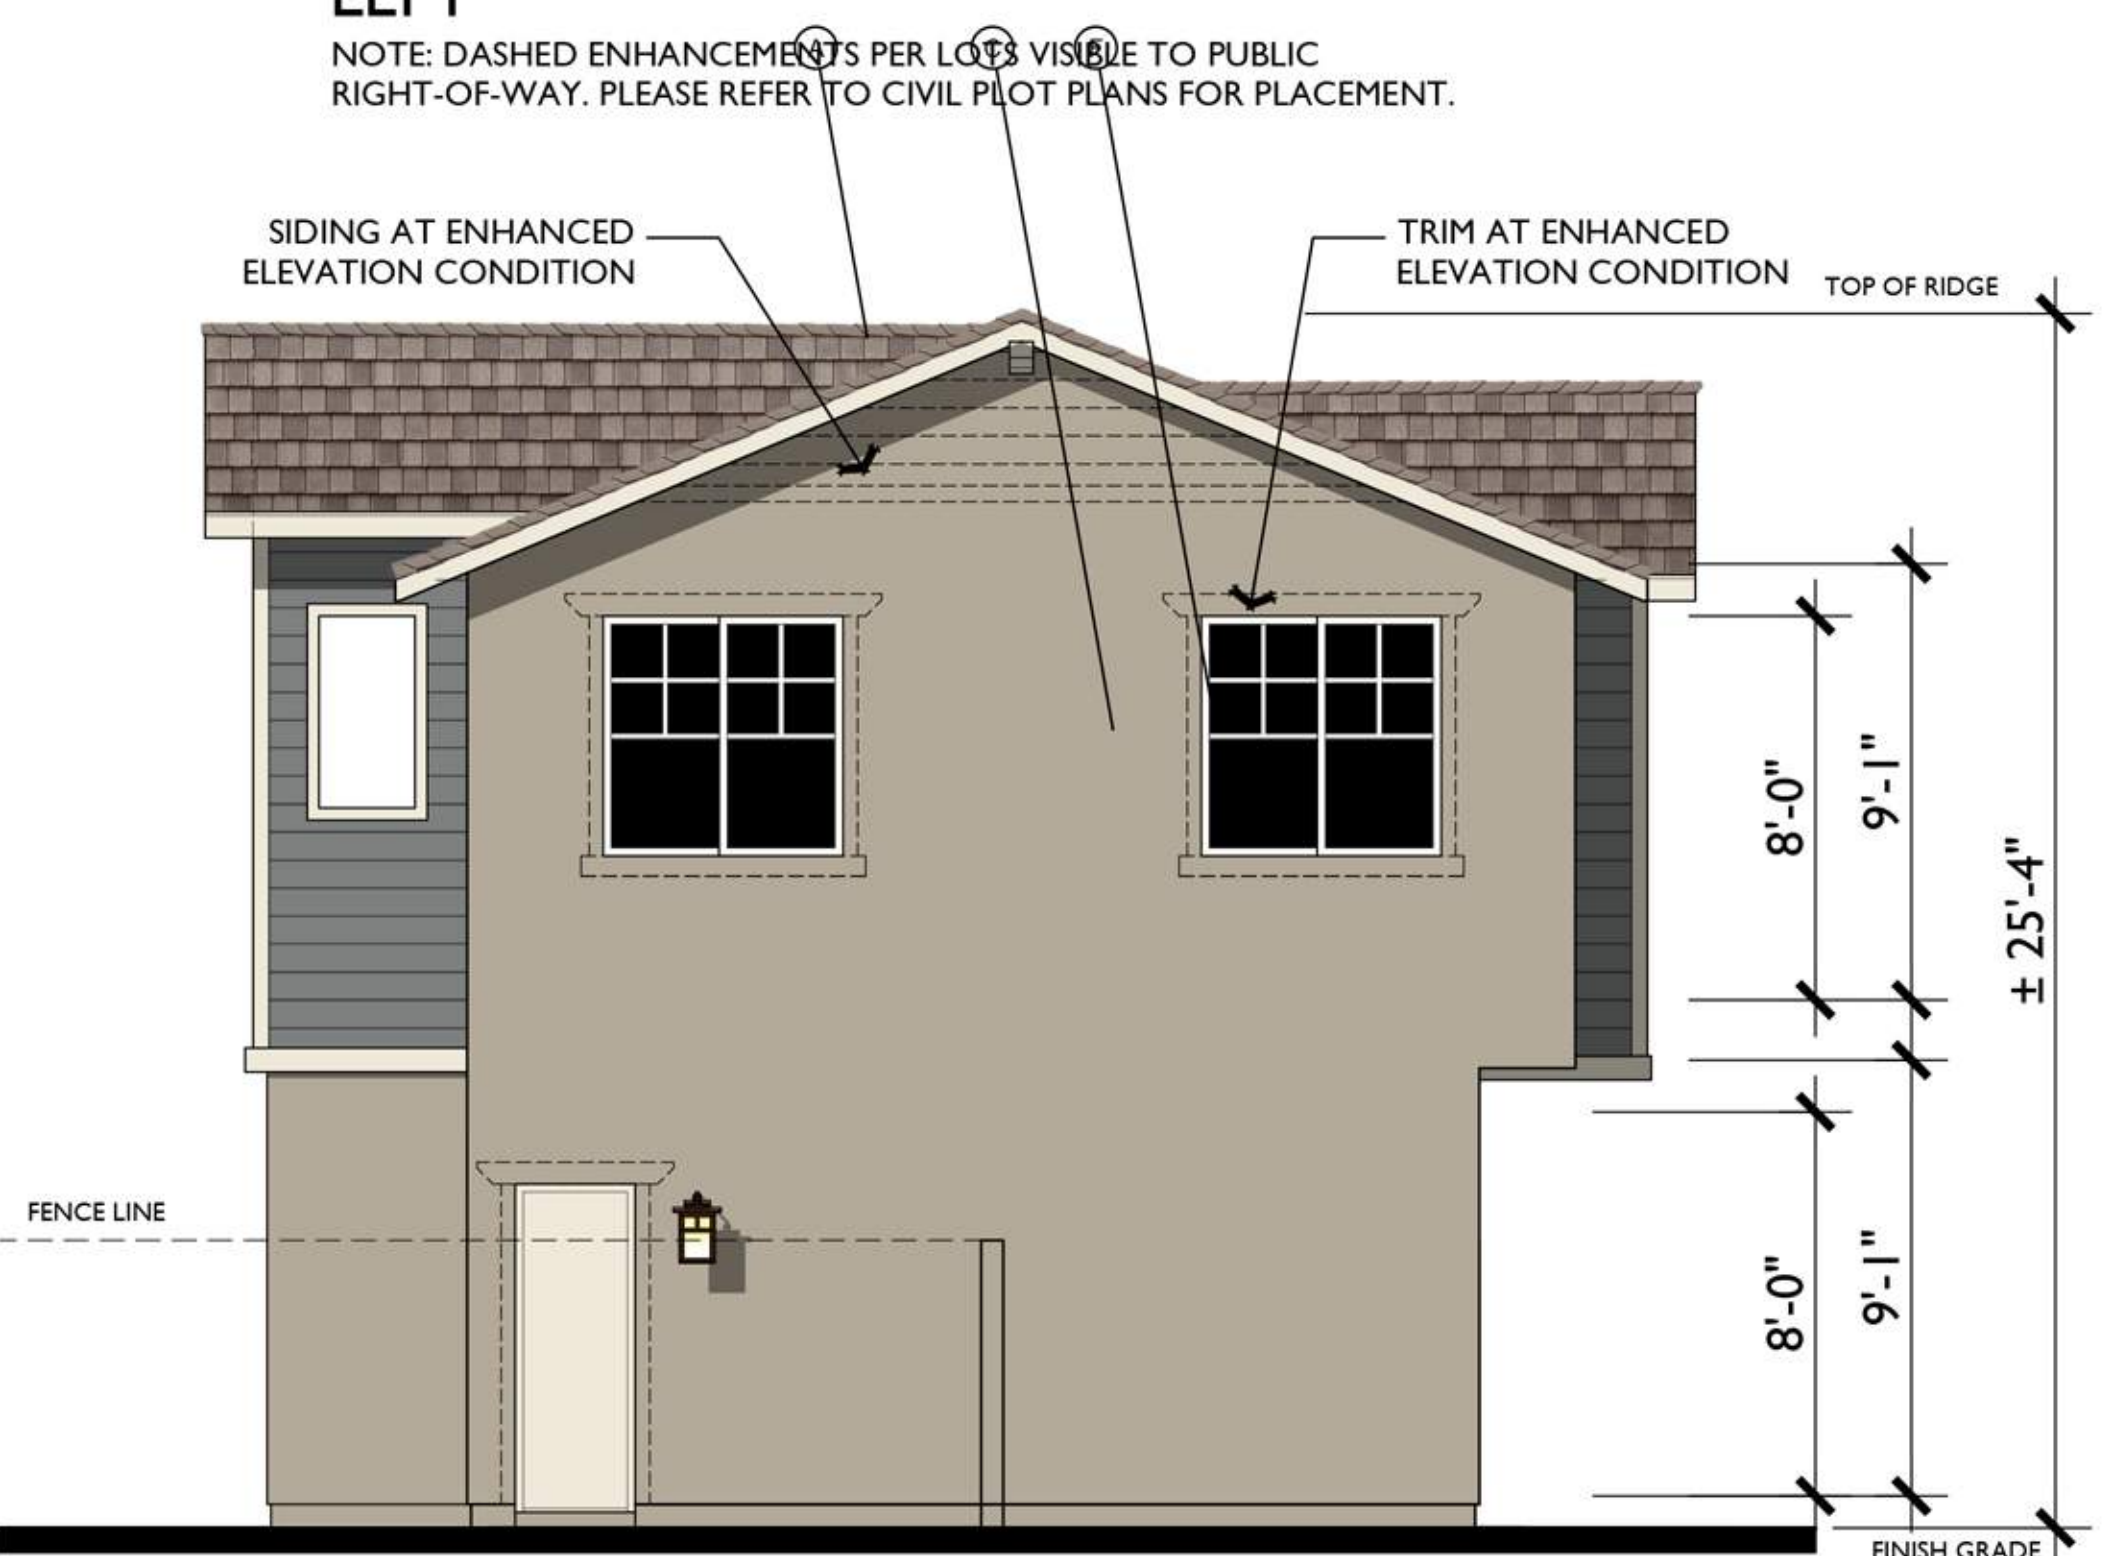 LEFT
NOTE: DASHED ENHANCEMENTS PER LOTS VISIBLE TO PUBLIC
RIGHT-OF-WAY. PLEASE REFER TO CIVIL PLOT PLANS FOR PLACEMENT.
A
C
SIDING AT ENHANCED
ELEVATION CONDITION
TRIM AT ENHANCED
ELEVATION CONDITION
TOP OF RIDGE
8'-0"
9'-1"
± 25'-4"
FENCE LINE
8'-0"
9'-1"
FINISH GRADE